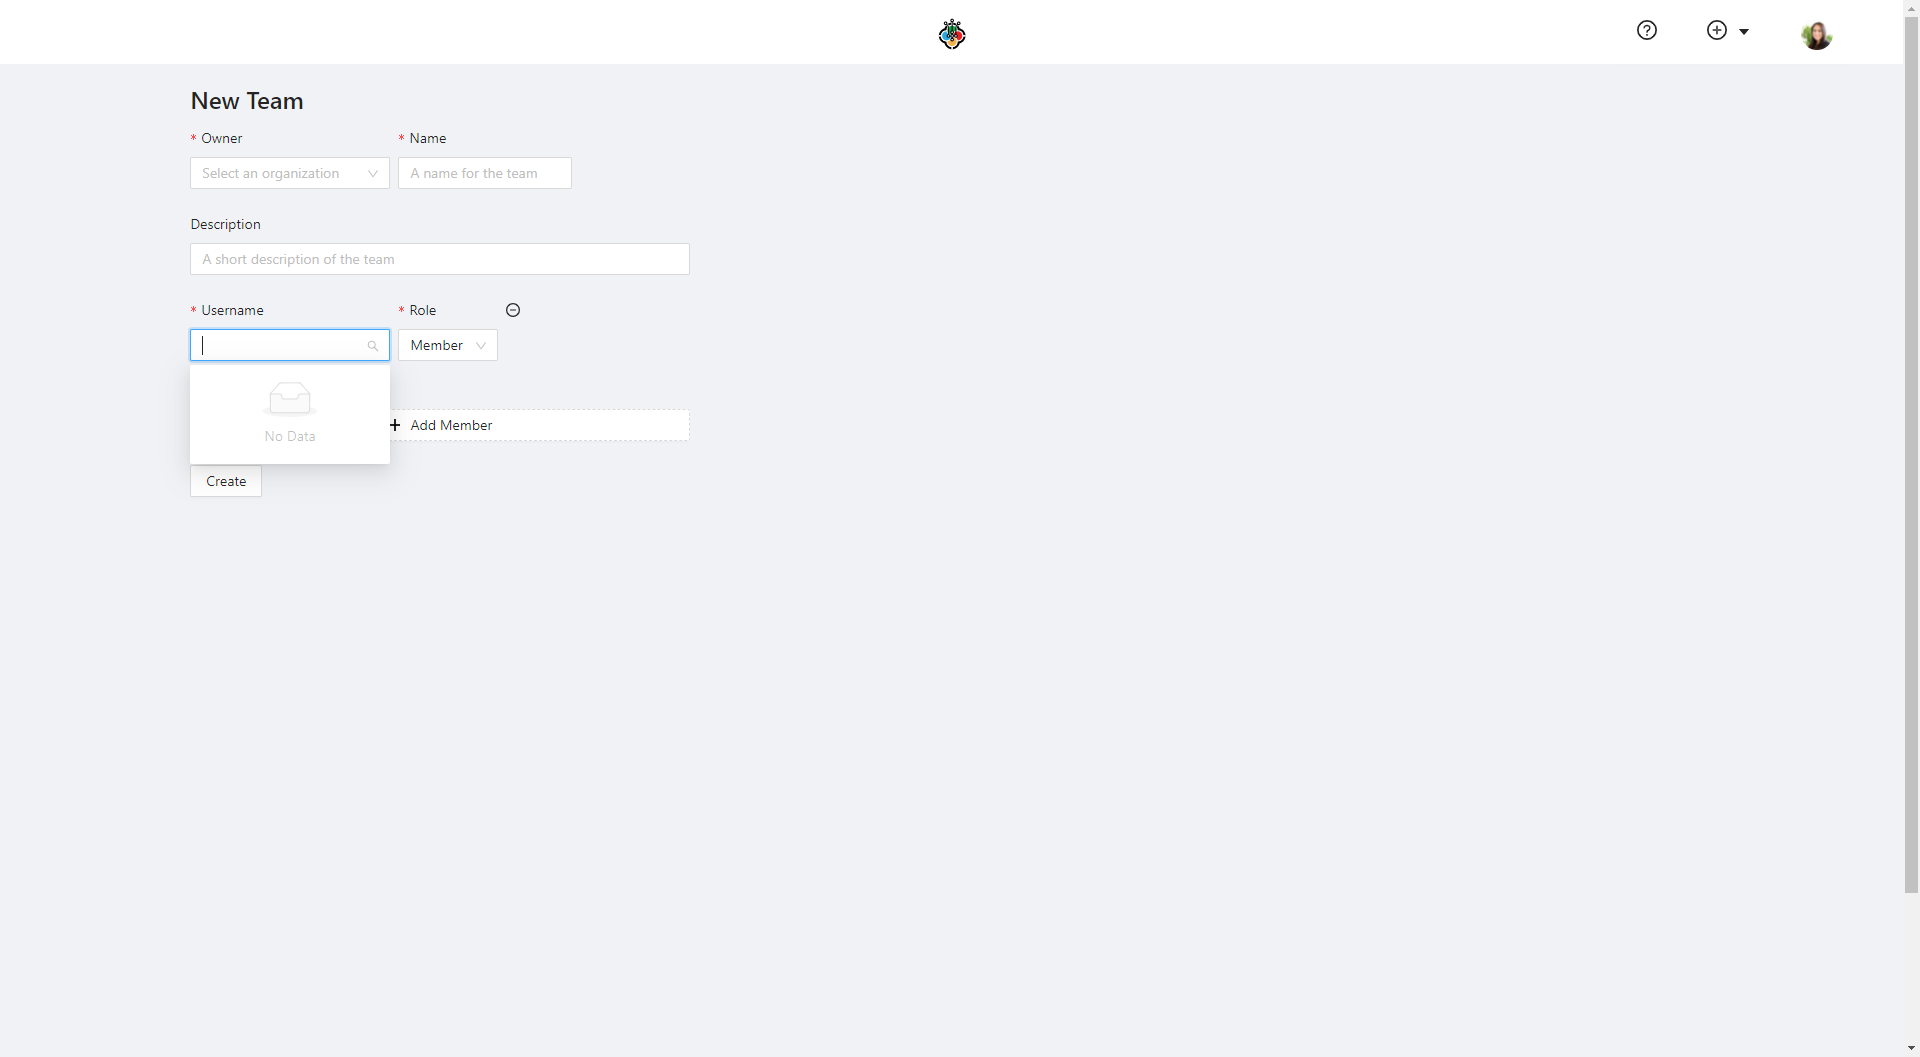 New Team
* Owner
* Name
Select an organization
A name for the team
Description
A short description of the team
* Username
* Role
Member
No Data
+ Add Member
Create